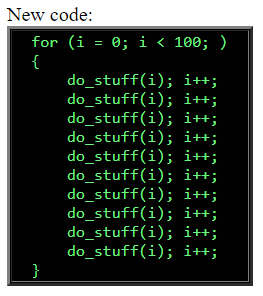 New code:
for (i = 0; i < 100; )
{
    do_stuff(i); i++;
    do_stuff(i); i++;
    do_stuff(i); i++;
    do_stuff(i); i++;
    do_stuff(i); i++;
    do_stuff(i); i++;
    do_stuff(i); i++;
    do_stuff(i); i++;
    do_stuff(i); i++;
    do_stuff(i); i++;
}